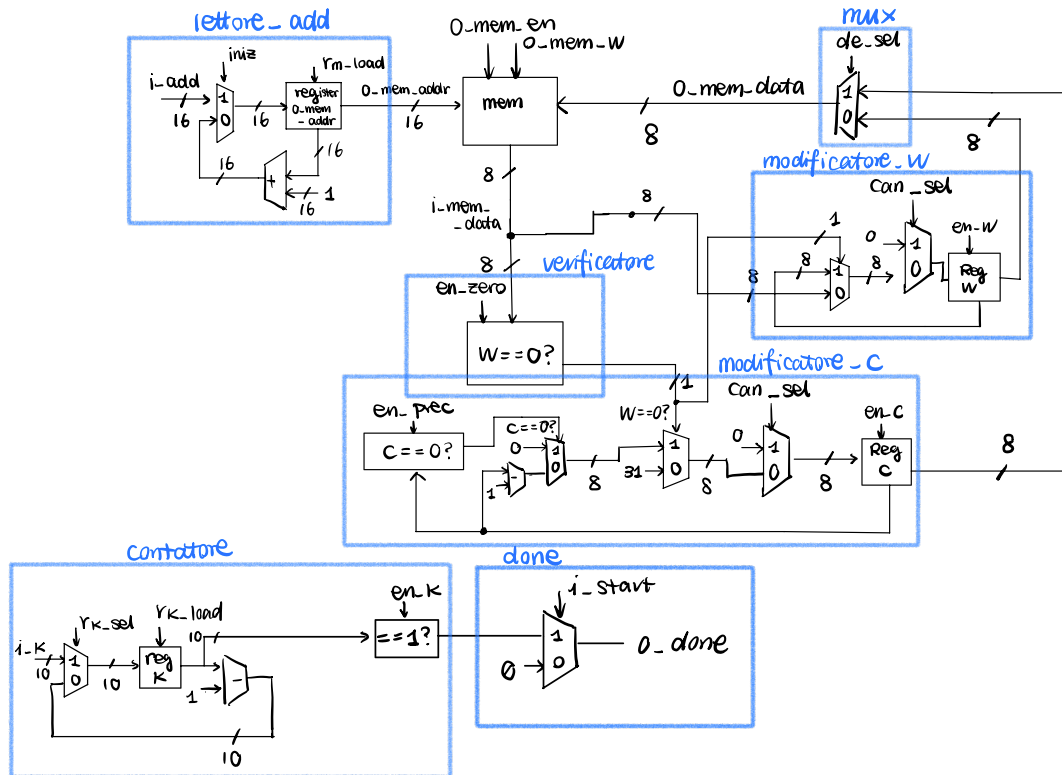 lettore_add
iniz
i_add
rm_load
16
1
0
16
register
o_mem
_addr
o_mem_addr
16
16
16
+
16
1
o_mem_en
o_mem_w
mem
o_mem_data
8
mux
de_sel
1
0
8
8
i_mem_
_data
8
8
verificatore
en_zero
W==0?
1
modificatore_w
can_sel
en_w
1
0
1
0
8
8
1
0
8
Reg
W
modificatore_c
en_prec
C==0?
C==0?
0
1
0
-
1
8
W==0?
1
0
31
8
can_sel
0
1
0
8
en_c
Reg
C
8
contatore
rk_sel
rk_load
i_k
10
1
0
10
reg
K
10
1
-
10
en_k
==1?
done
i_start
1
0
0
o_done